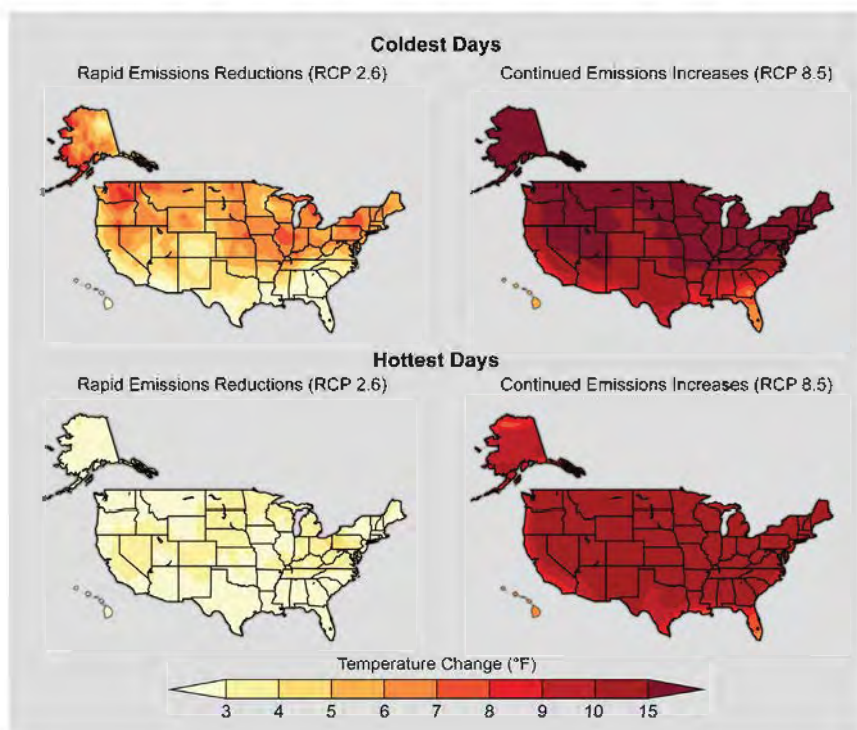 Coldest Days
Rapid Emissions Reductions (RCP 2.6)
Continued Emissions Increases (RCP 8.5)
Hottest Days
Rapid Emissions Reductions (RCP 2.6)
Continued Emissions Increases (RCP 8.5)
Temperature Change (°F)
3 4 5 6 7 8 9 10 15